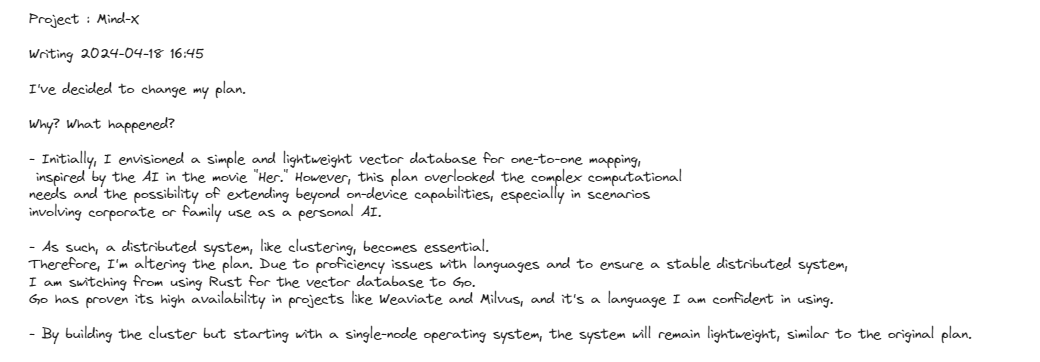 Project : Mind-X
Writing 2024-04-18 16:45
I've decided to change my plan.
Why? What happened?
- Initially, I envisioned a simple and lightweight vector database for one-to-one mapping,
inspired by the AI in the movie "Her." However, this plan overlooked the complex computational
needs and the possibility of extending beyond on-device capabilities, especially in scenarios
involving corporate or family use as a personal AI.
- As such, a distributed system, like clustering, becomes essential.
Therefore, I'm altering the plan. Due to proficiency issues with languages and to ensure a stable distributed system,
I am switching from using Rust for the vector database to Go.
Go has proven its high availability in projects like Weaviate and Milvus, and it's a language I am confident in using.
- By building the cluster but starting with a single-node operating system, the system will remain lightweight, similar to the original plan.